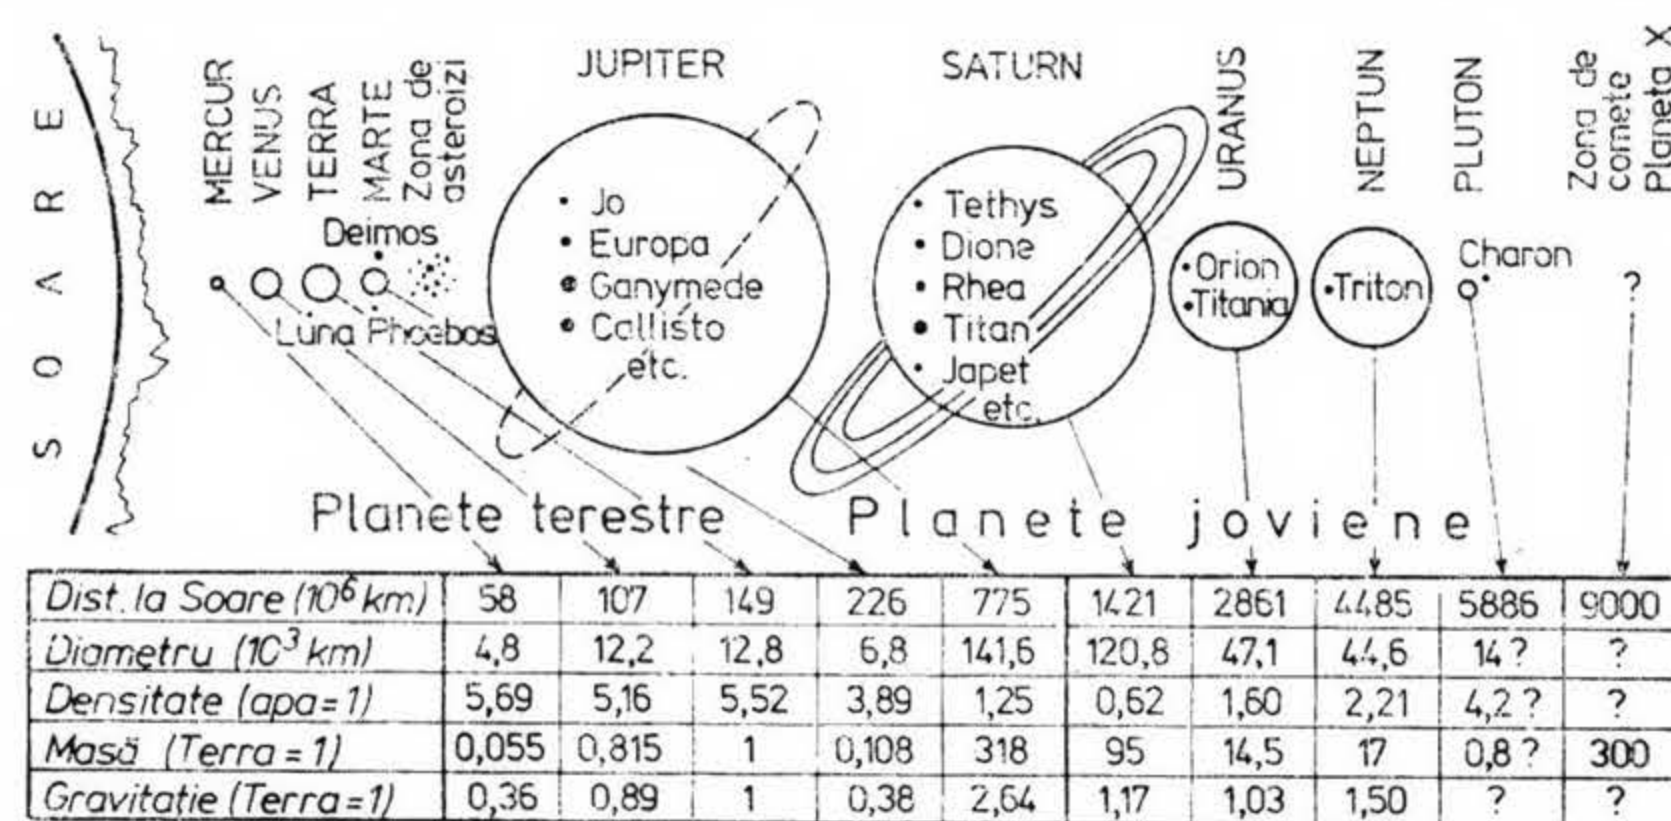 SOARE
MERCUR
VENUS
TERRA
MARTE
Zona de
asteroizi
JUPITER
SATURN
URANUS
NEPTUN
PLUTON
Zona de
comete
Planeta X
Deimos
Luna Phoebos
Jo
Europa
Ganymede
Callisto
etc.
Tethys
Dione
Rhea
Titan
Japet
etc.
Orion
Titania
Triton
Charon
?
Planete terestre
Planete joviene
Dist. la Soare (10⁶ km) 58 107 149 226 775 1421 2861 4485 5886 9000
Diametru (10³ km) 4,8 12,2 12,8 6,8 141,6 120,8 47,1 44,6 14? ?
Densitate (apa=1) 5,69 5,16 5,52 3,89 1,25 0,62 1,60 2,21 4,2? ?
Masă (Terra = 1) 0,055 0,815 1 0,108 318 95 14,5 17 0,8? 300
Gravitatie (Terra=1) 0,36 0,89 1 0,38 2,64 1,17 1,03 1,50 ? ?